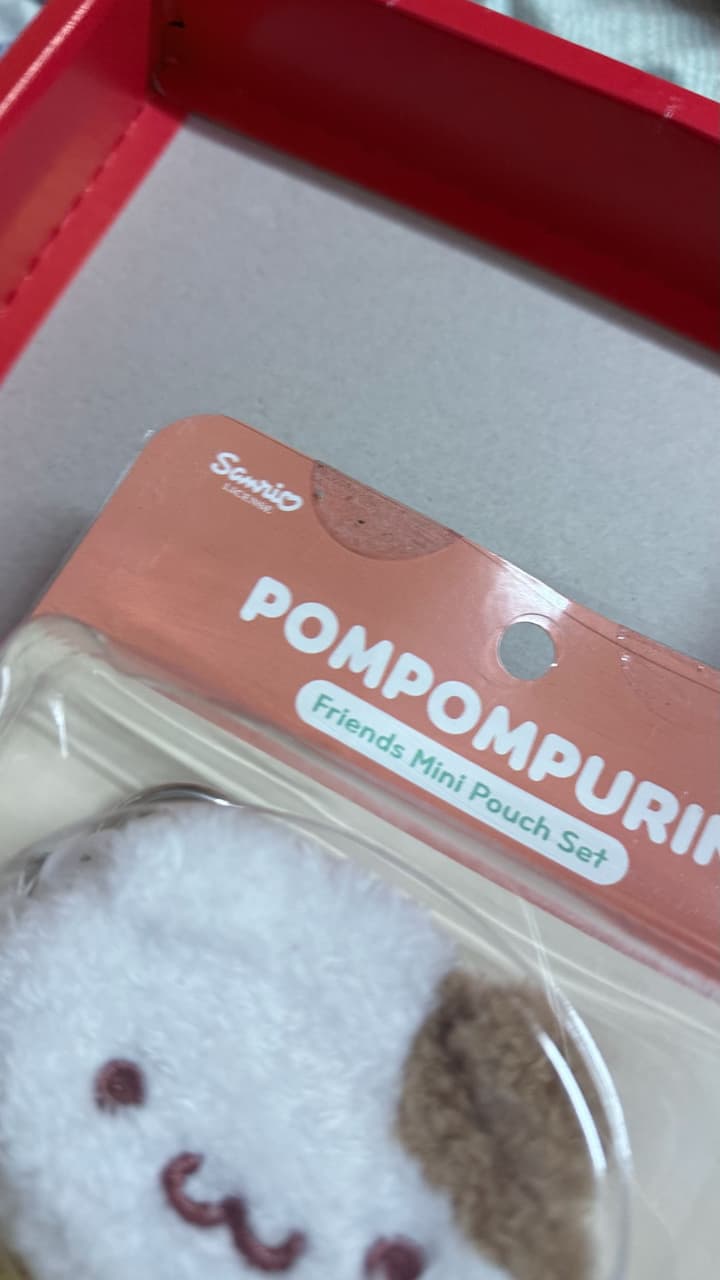 Sanrio
LICENSE
POMPOMPURIN
Friends Mini Pouch Set